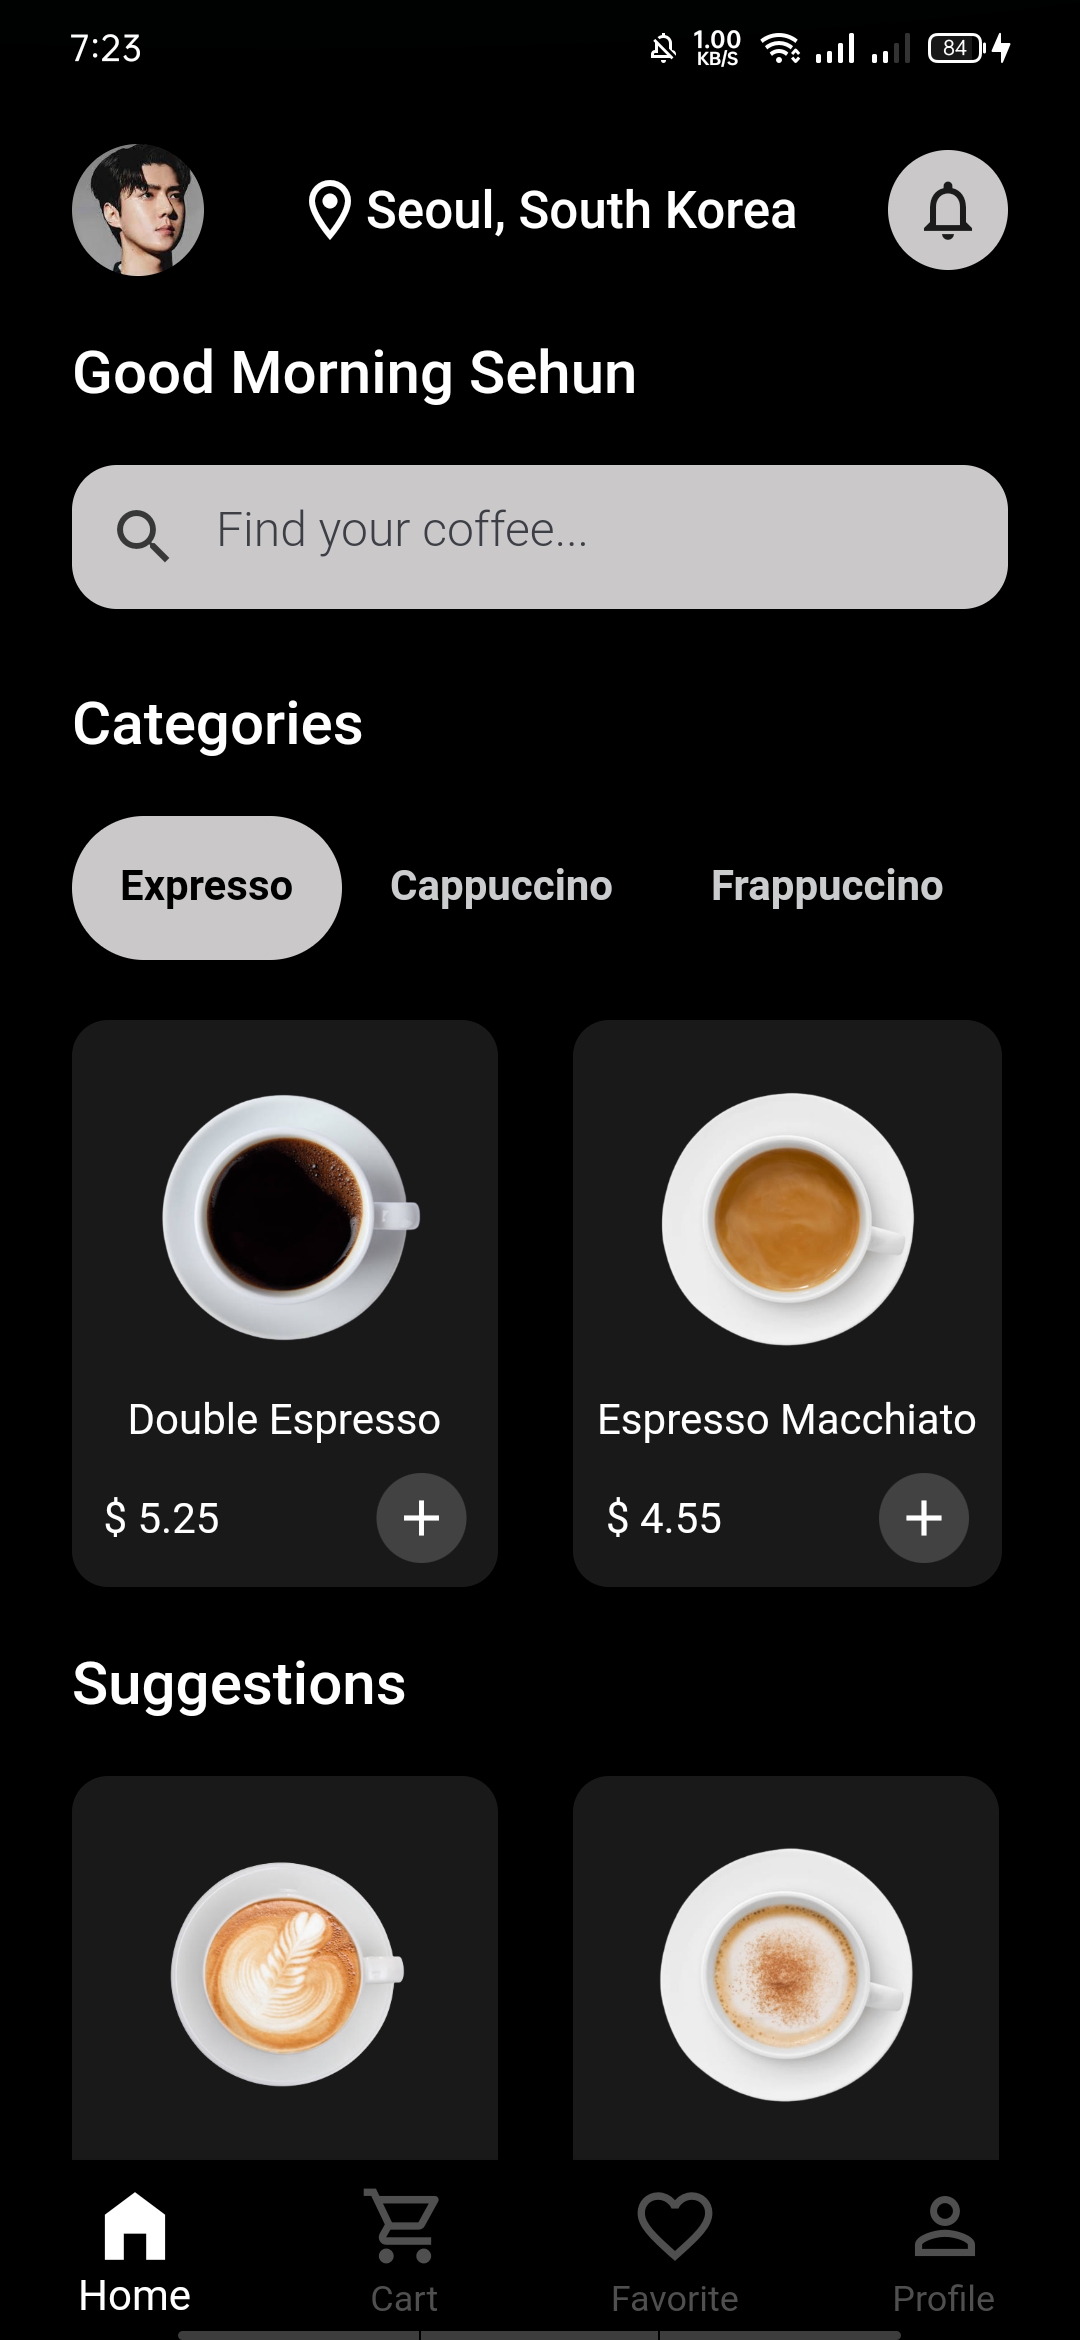 7:23
1.00
KB/S
84
Seoul, South Korea
Good Morning Sehun
Find your coffee...
Categories
Expresso Cappuccino Frappuccino
Double Espresso Espresso Macchiato
$ 5.25 $ 4.55
Suggestions
Home Cart Favorite Profile